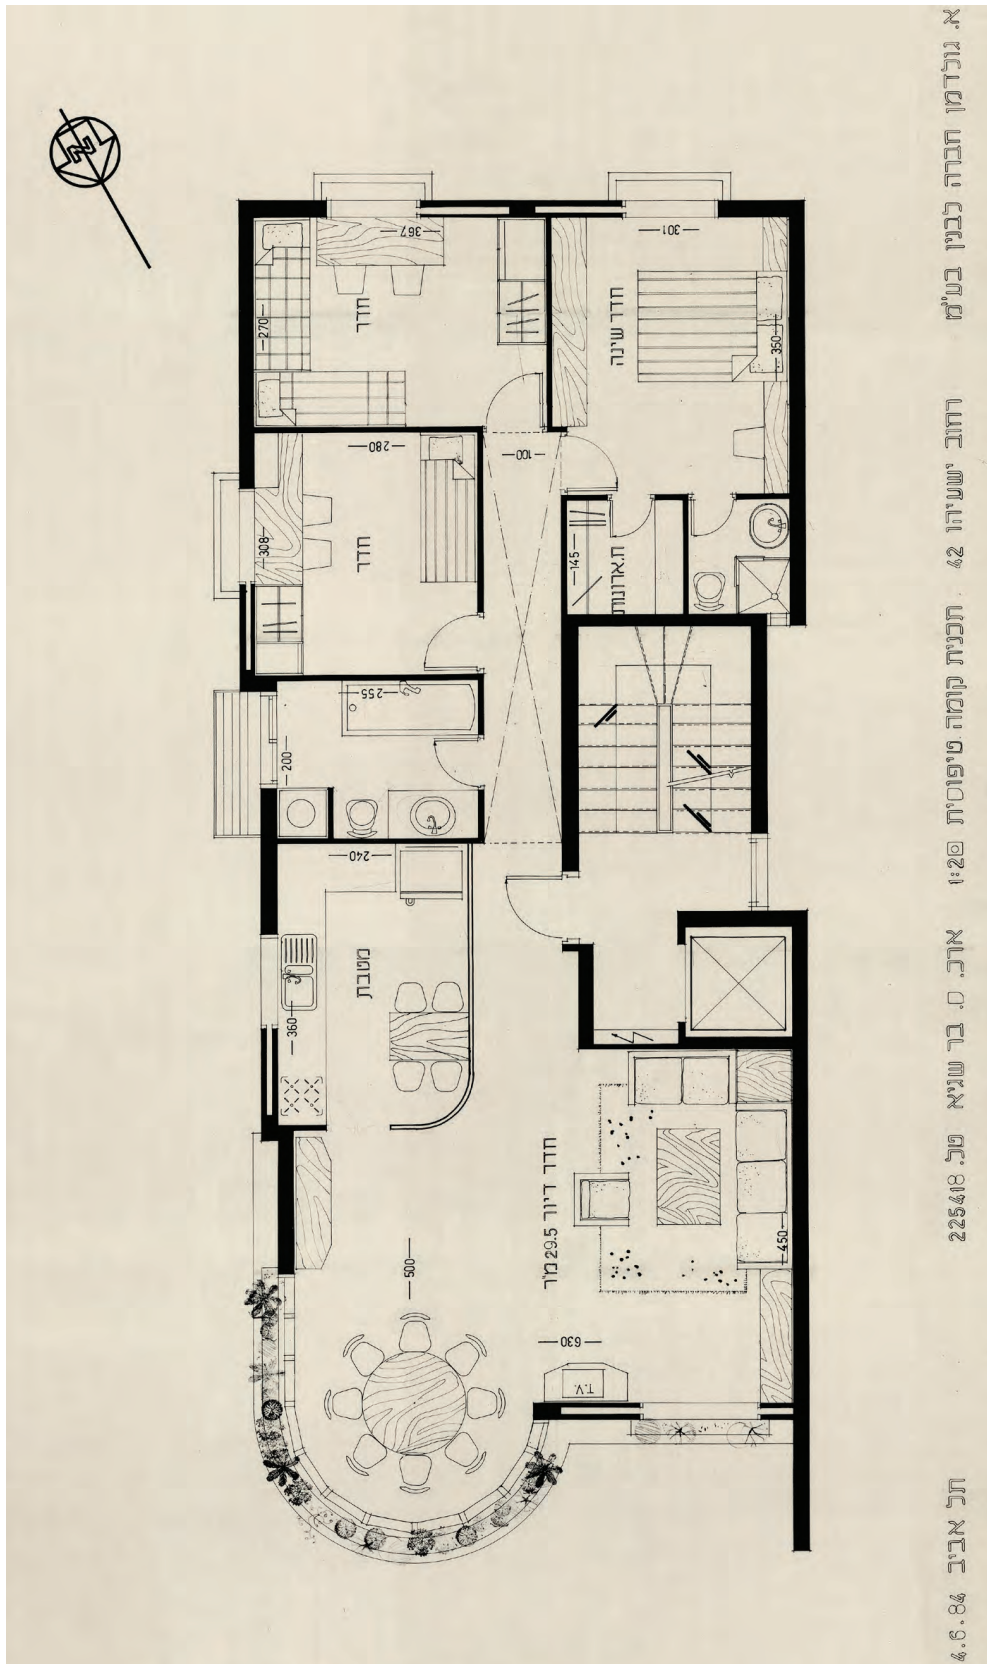 N
367
חדר
270
301
חדר שינה
350
280
חדר
308
100
145
ח.ארונות
255
200
240
מטבח
360
חדר דיור 29.5 מ"ר
450
500
630
T.V.
א. גולדמן חברה לבנין בע"מ רחוב ישעיהו 42 תכנית קומה טיפוסית 1:20 ארכ. ס. בר שגיא טל. 225418 תל אביב 4.6.84